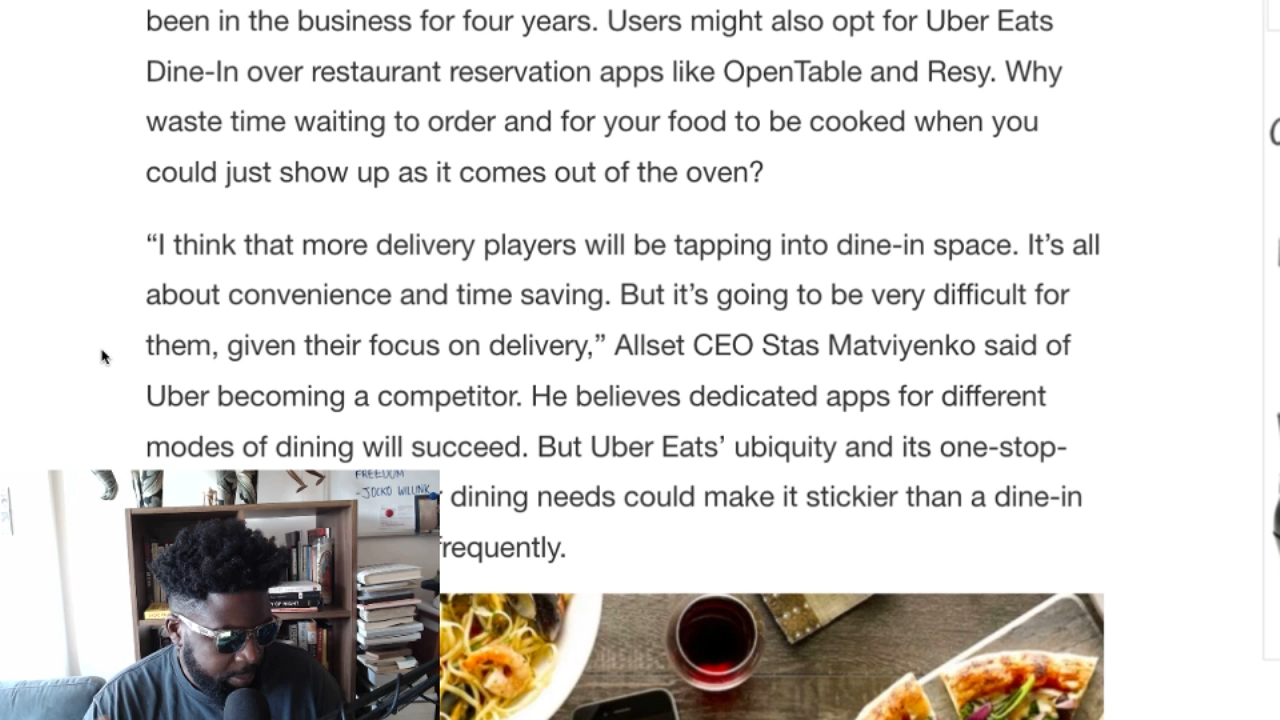 been in the business for four years. Users might also opt for Uber Eats
Dine-In over restaurant reservation apps like OpenTable and Resy. Why
waste time waiting to order and for your food to be cooked when you
could just show up as it comes out of the oven?
“I think that more delivery players will be tapping into dine-in space. It’s all
about convenience and time saving. But it’s going to be very difficult for
them, given their focus on delivery,” Allset CEO Stas Matviyenko said of
Uber becoming a competitor. He believes dedicated apps for different
modes of dining will succeed. But Uber Eats’ ubiquity and its one-stop-
dining needs could make it stickier than a dine-in
frequently.
FREEDOM
-JOCKO WILLINK
OF NIGHT